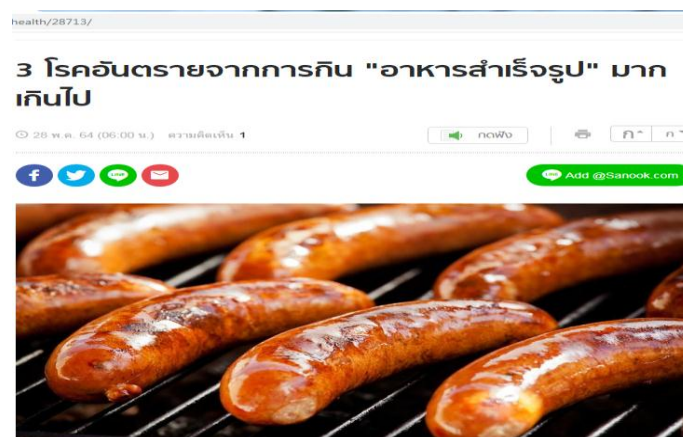 health/28713/
3 โรคอันตรายจากการกิน "อาหารสำเร็จรูป" มาก
เกินไป
28 พ.ค. 64 (06:00 น.) ความคิดเห็น 1
กดฟัง
ก
ก
LINE
LINE Add @Sanook.com